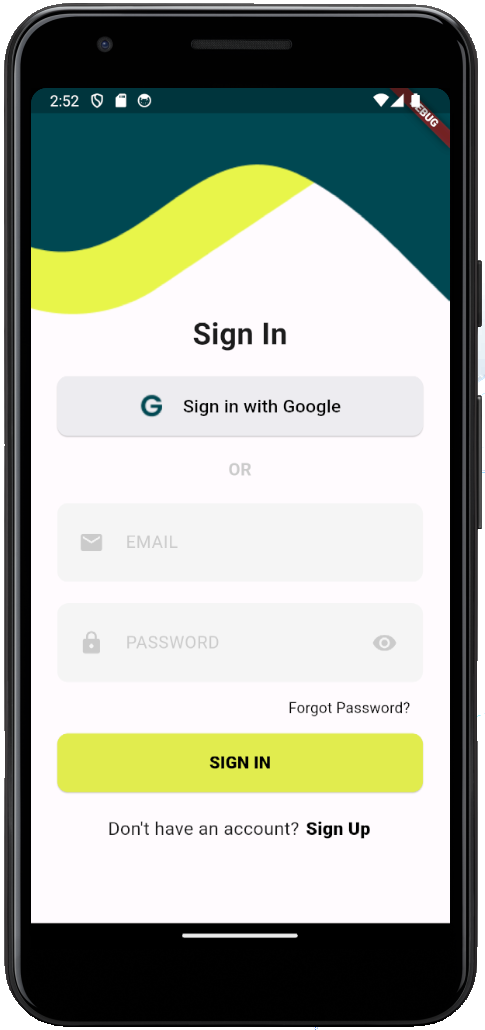 2:52
DEBUG
Sign In
G Sign in with Google
OR
EMAIL
PASSWORD
Forgot Password?
SIGN IN
Don't have an account? Sign Up